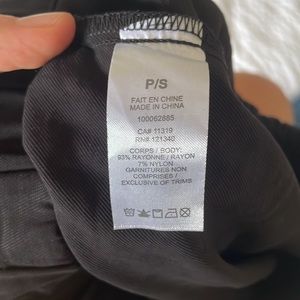 P/S
FAIT EN CHINE
MADE IN CHINA
100062885
CA# 11319
RN# 121346
CORPS / BODY:
93% RAYONNE / RAYON
7% NYLON
GARNITURES NON
COMPRISES /
EXCLUSIVE OF TRIMS